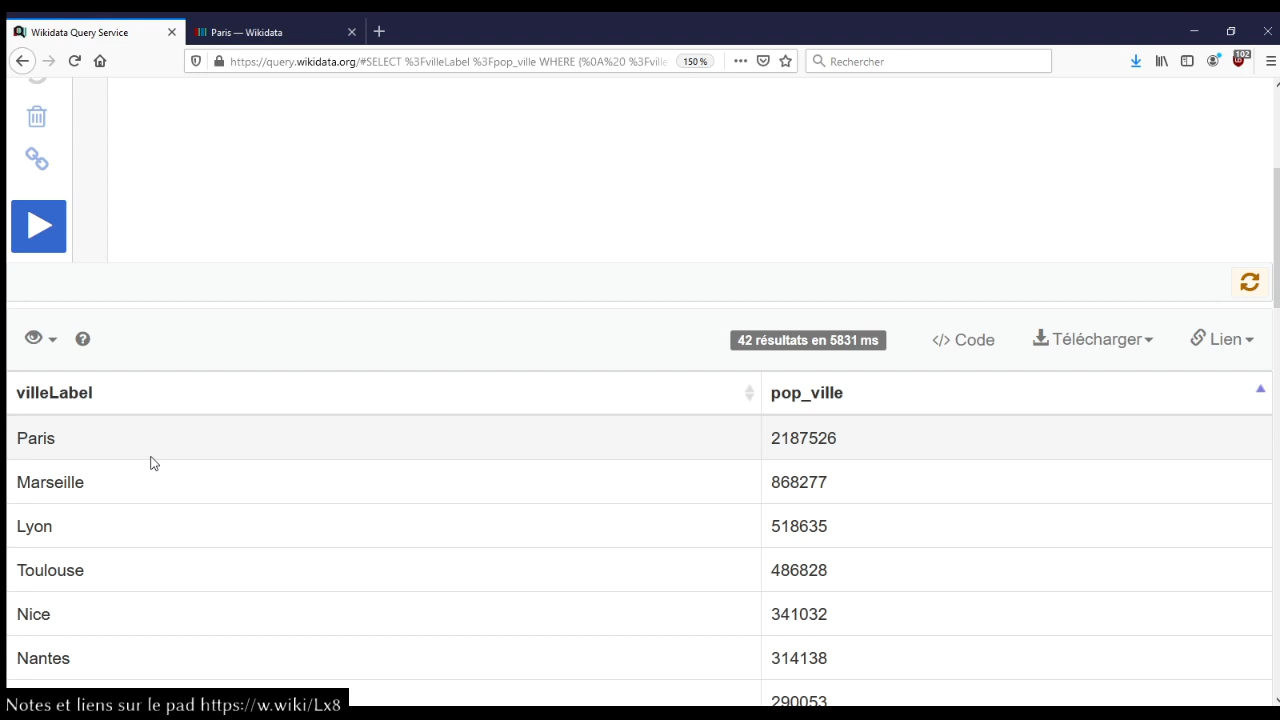 Wikidata Query Service
Paris — Wikidata
https://query.wikidata.org/#SELECT %3FvilleLabel %3Fpop_ville WHERE {%0A%20 %3Fville
150 %
Rechercher
102
42 résultats en 5831 ms
</> Code
Télécharger
Lien
villeLabel pop_ville
Paris 2187526
Marseille 868277
Lyon 518635
Toulouse 486828
Nice 341032
Nantes 314138
290053
Notes et liens sur le pad https://w.wiki/Lx8